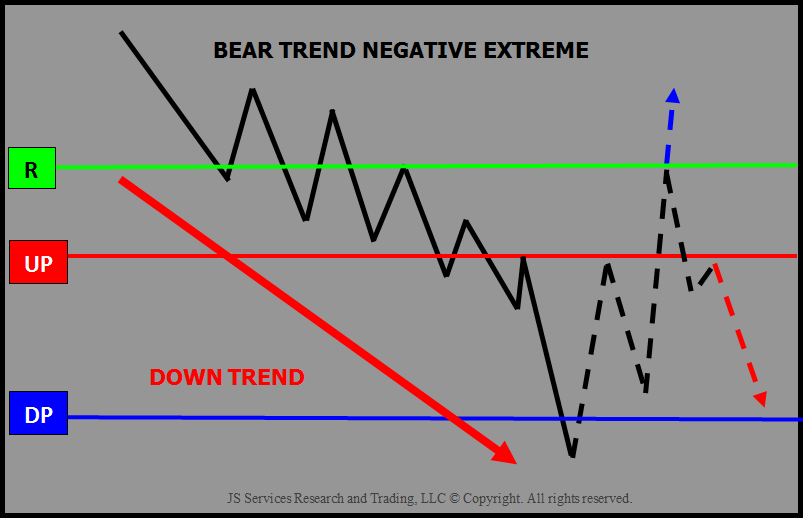 BEAR TREND NEGATIVE EXTREME
R
UP
DOWN TREND
DP
JS Services Research and Trading, LLC © Copyright. All rights reserved.